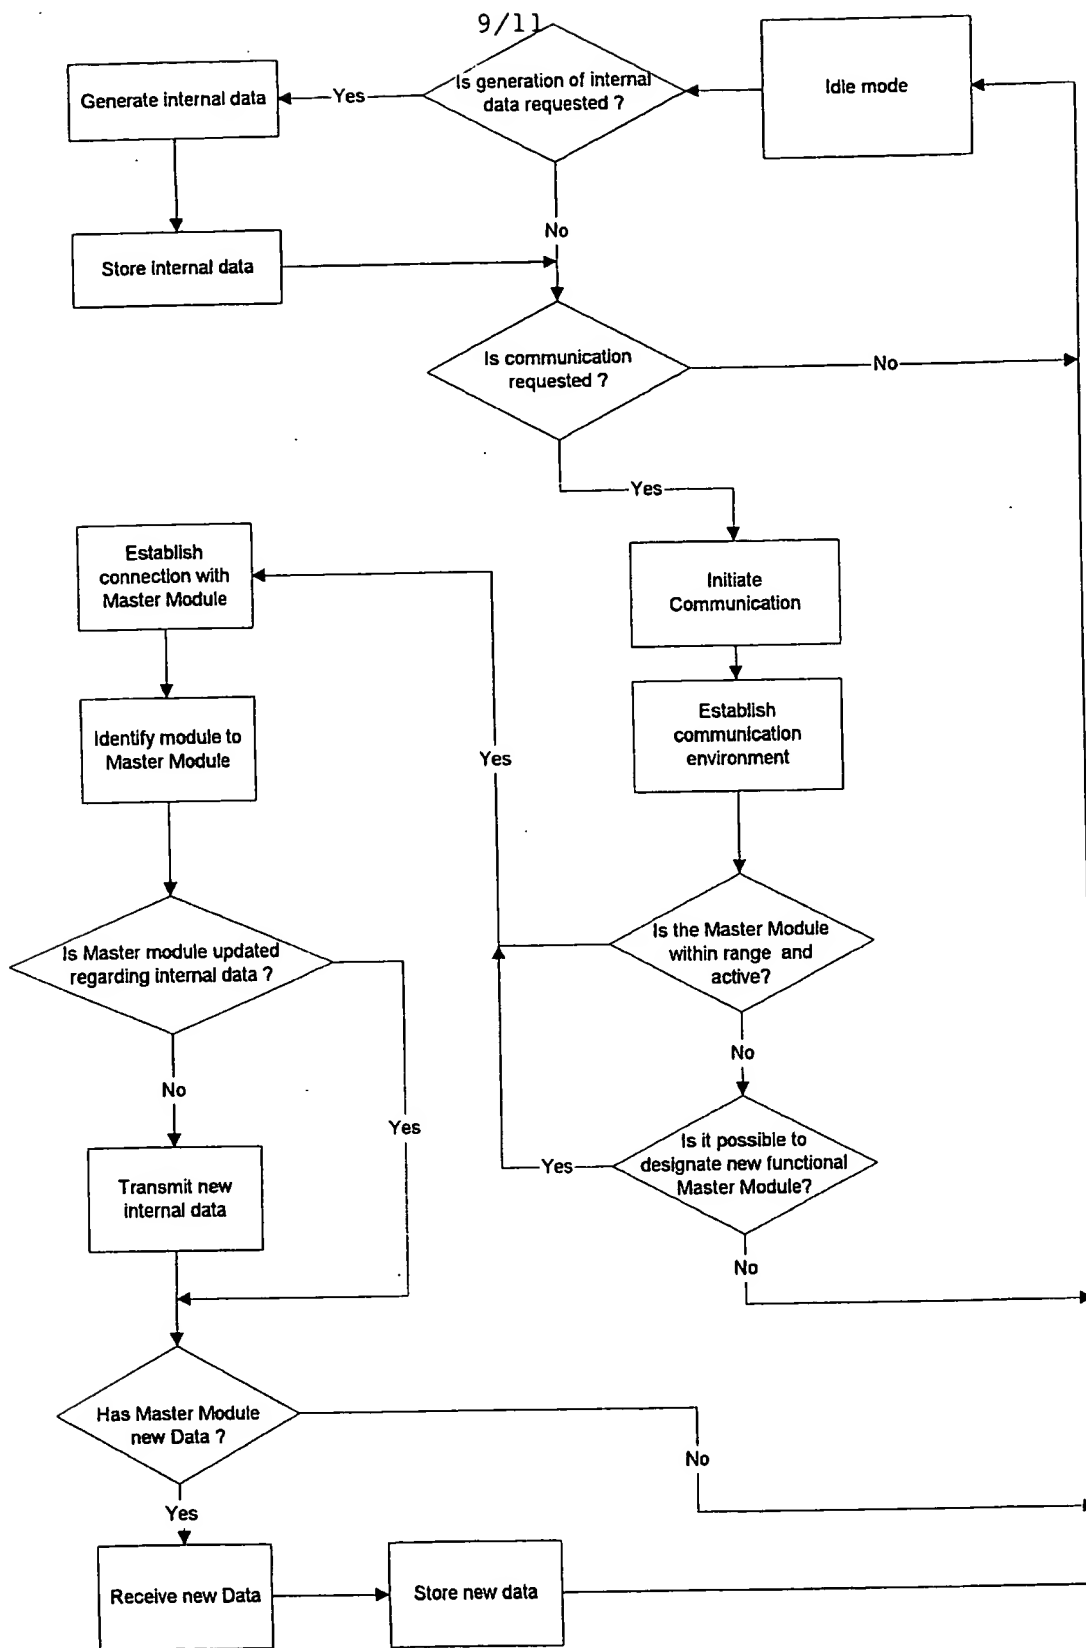 9/11
Is generation of internal
data requested ?
Yes
Generate internal data
Idle mode
No
Store internal data
Is communication
requested ?
No
Yes
Initiate
Communication
Establish
connection with
Master Module
Establish
communication
environment
Identify module to
Master Module
Yes
Is the Master Module
within range and
active?
Is Master module updated
regarding internal data ?
No
No
Yes
Is it possible to
designate new functional
Master Module?
Yes
Transmit new
internal data
No
Has Master Module
new Data ?
No
Yes
Receive new Data
Store new data